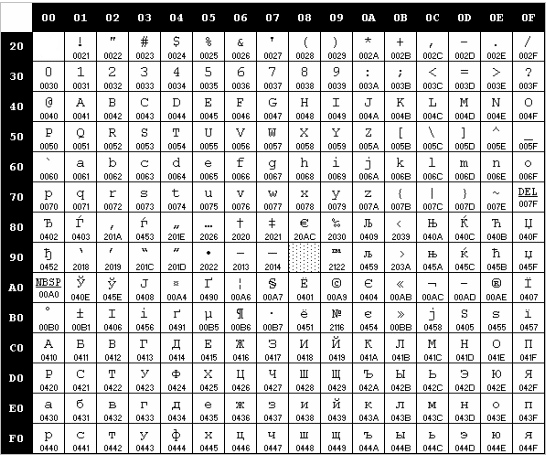 00 01 02 03 04 05 06 07 08 09 0A 0B 0C 0D 0E 0F
20 ! " # $ % & ' ( ) * + , - . /
0021 0022 0023 0024 0025 0026 0027 0028 0029 002A 002B 002C 002D 002E 002F
30 0 1 2 3 4 5 6 7 8 9 : ; < = > ?
0030 0031 0032 0033 0034 0035 0036 0037 0038 0039 003A 003B 003C 003D 003E 003F
40 @ A B C D E F G H I J K L M N O
0040 0041 0042 0043 0044 0045 0046 0047 0048 0049 004A 004B 004C 004D 004E 004F
50 P Q R S T U V W X Y Z [ \ ] ^ _
0050 0051 0052 0053 0054 0055 0056 0057 0058 0059 005A 005B 005C 005D 005E 005F
60 ` a b c d e f g h i j k l m n o
0060 0061 0062 0063 0064 0065 0066 0067 0068 0069 006A 006B 006C 006D 006E 006F
70 p q r s t u v w x y z { | } ~ DEL
0070 0071 0072 0073 0074 0075 0076 0077 0078 0079 007A 007B 007C 007D 007E 007F
80 Ђ Ѓ ‚ ѓ „ … † ‡ € ‰ Љ ‹ Њ Ќ Ћ Џ
0402 0403 201A 0453 201E 2026 2020 2021 20AC 2030 0409 2039 040A 040C 040B 040F
90 ђ ‘ ’ “ ” • – — ™ љ › њ ќ ћ џ
0452 2018 2019 201C 201D 2022 2013 2014 2122 0459 203A 045A 045C 045B 045F
A0 NBSP Ў ў Ј ¤ Ґ ¦ § Ё © Є « ¬ - ® Ї
00A0 040E 045E 0408 00A4 0490 00A6 00A7 0401 00A9 0404 00AB 00AC 00AD 00AE 0407
B0 ° ± І і ґ µ ¶ · ё № є » ј Ѕ ѕ ї
00B0 00B1 0406 0456 0491 00B5 00B6 00B7 0451 2116 0454 00BB 0458 0405 0455 0457
C0 А Б В Г Д Е Ж З И Й К Л М Н О П
0410 0411 0412 0413 0414 0415 0416 0417 0418 0419 041A 041B 041C 041D 041E 041F
D0 Р С Т У Ф Х Ц Ч Ш Щ Ъ Ы Ь Э Ю Я
0420 0421 0422 0423 0424 0425 0426 0427 0428 0429 042A 042B 042C 042D 042E 042F
E0 а б в г д е ж з и й к л м н о п
0430 0431 0432 0433 0434 0435 0436 0437 0438 0439 043A 043B 043C 043D 043E 043F
F0 р с т у ф х ц ч ш щ ъ ы ь э ю я
0440 0441 0442 0443 0444 0445 0446 0447 0448 0449 044A 044B 044C 044D 044E 044F